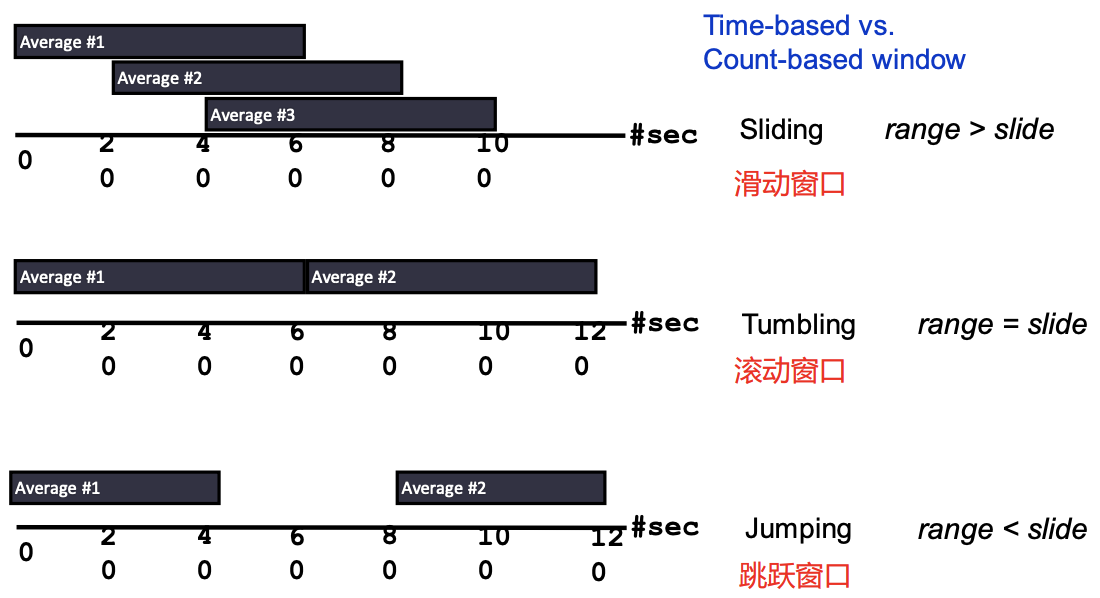 Time-based vs.
Count-based window
Average #1
Average #2
Average #3
0 20 40 60 80 100 #sec
Sliding range > slide
滑动窗口
Average #1 Average #2
0 20 40 60 80 100 120 #sec
Tumbling range = slide
滚动窗口
Average #1 Average #2
0 20 40 60 80 100 120 #sec
Jumping range < slide
跳跃窗口